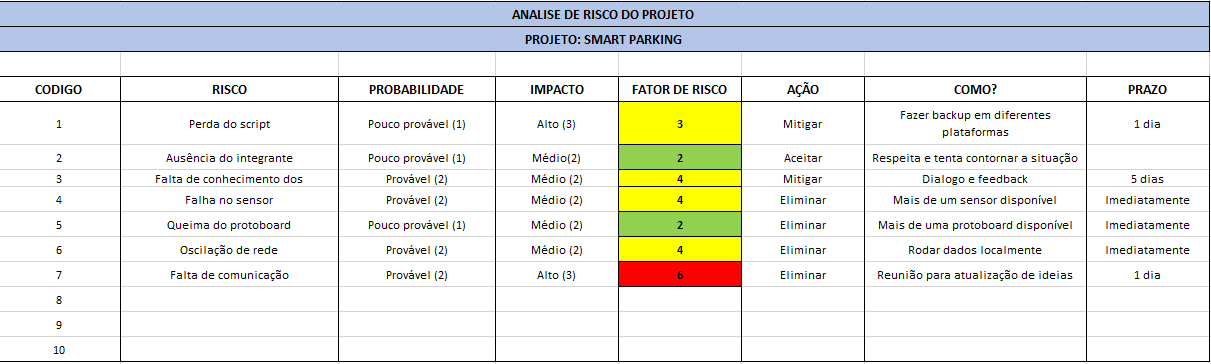 ANALISE DE RISCO DO PROJETO
PROJETO: SMART PARKING
CODIGO RISCO PROBABILIDADE IMPACTO FATOR DE RISCO AÇÃO COMO? PRAZO
1 Perda do script Pouco provável (1) Alto (3) 3 Mitigar Fazer backup em diferentes plataformas 1 dia
2 Ausência do integrante Pouco provável (1) Médio(2) 2 Aceitar Respeita e tenta contornar a situação
3 Falta de conhecimento dos Provável (2) Médio (2) 4 Mitigar Dialogo e feedback 5 dias
4 Falha no sensor Provável (2) Médio (2) 4 Eliminar Mais de um sensor disponível Imediatamente
5 Queima do protoboard Pouco provável (1) Médio (2) 2 Eliminar Mais de uma protoboard disponível Imediatamente
6 Oscilação de rede Provável (2) Médio (2) 4 Eliminar Rodar dados localmente Imediatamente
7 Falta de comunicação Provável (2) Alto (3) 6 Eliminar Reunião para atualização de ideias 1 dia
8
9
10